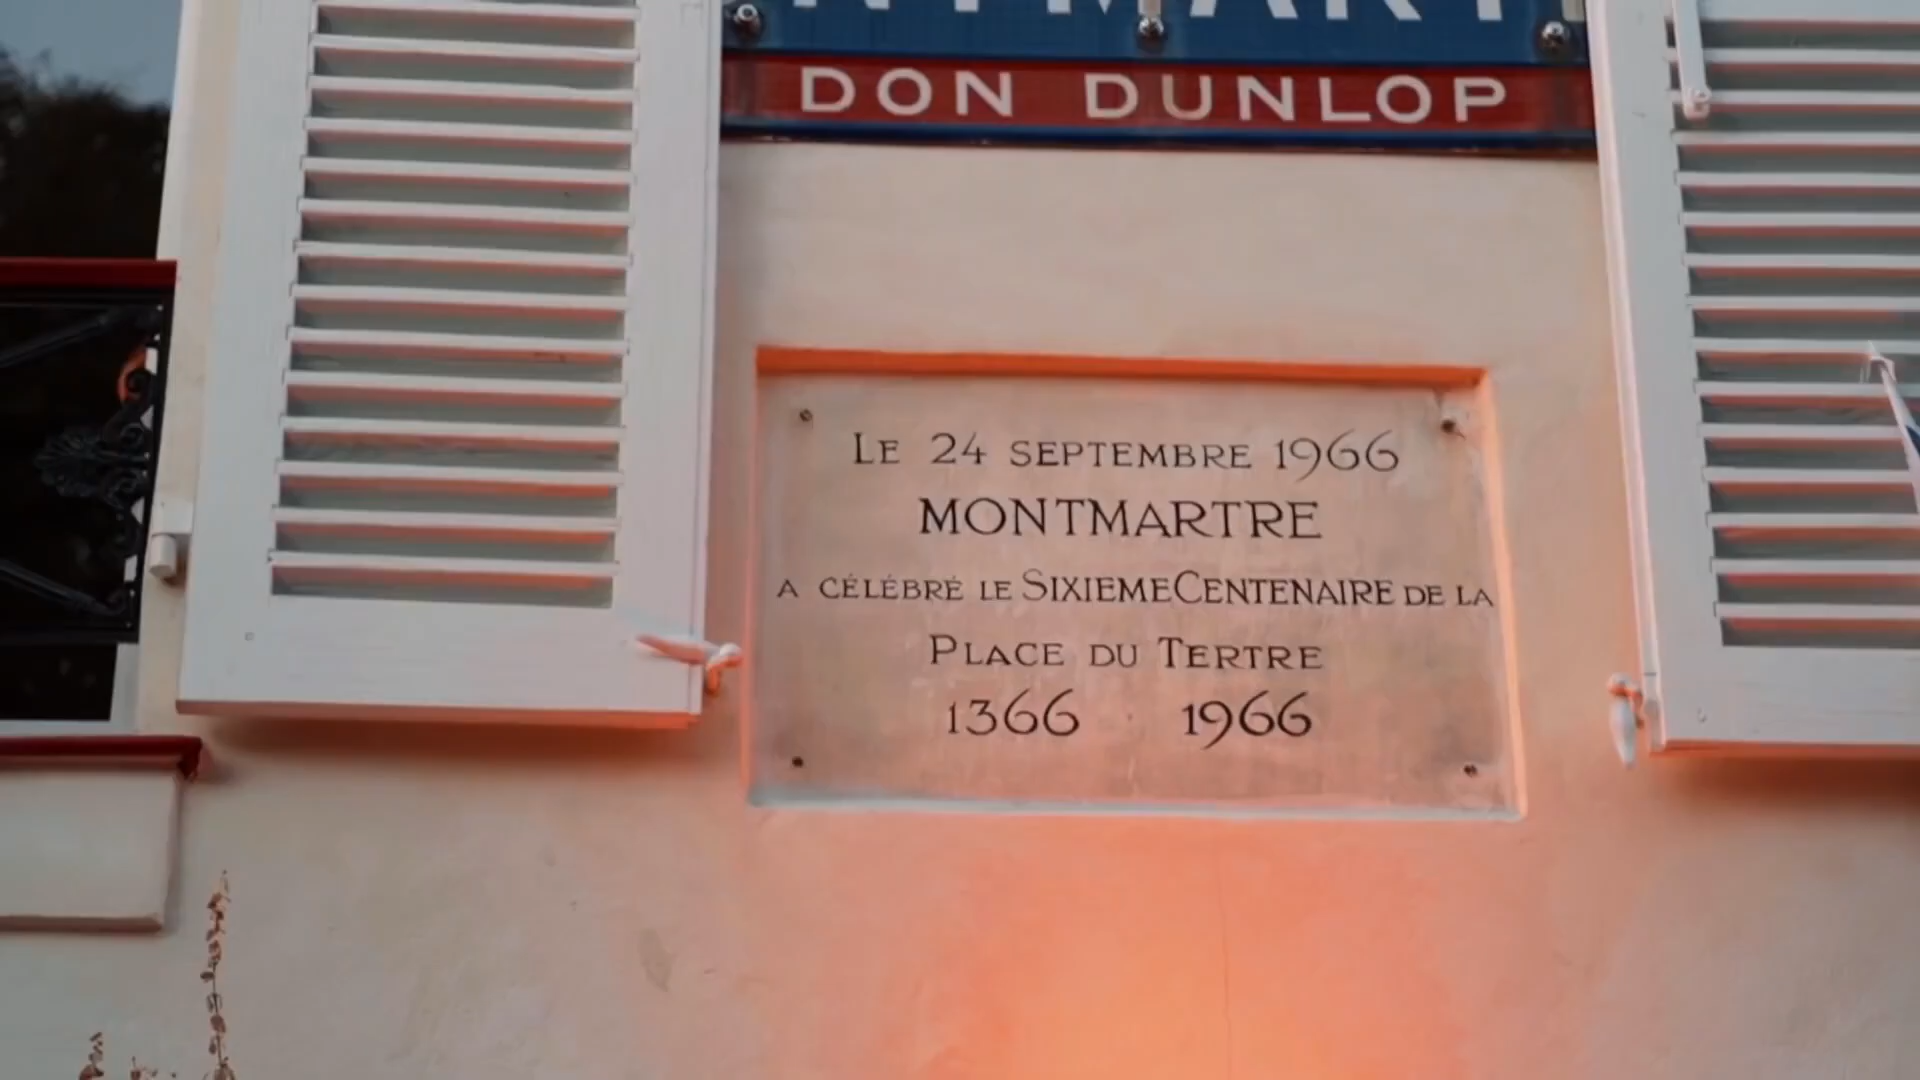 DON DUNLOP
LE 24 SEPTEMBRE 1966
MONTMARTRE
A CÉLÉBRÉ LE SIXIEME CENTENAIRE DE LA
PLACE DU TERTRE
1366 1966